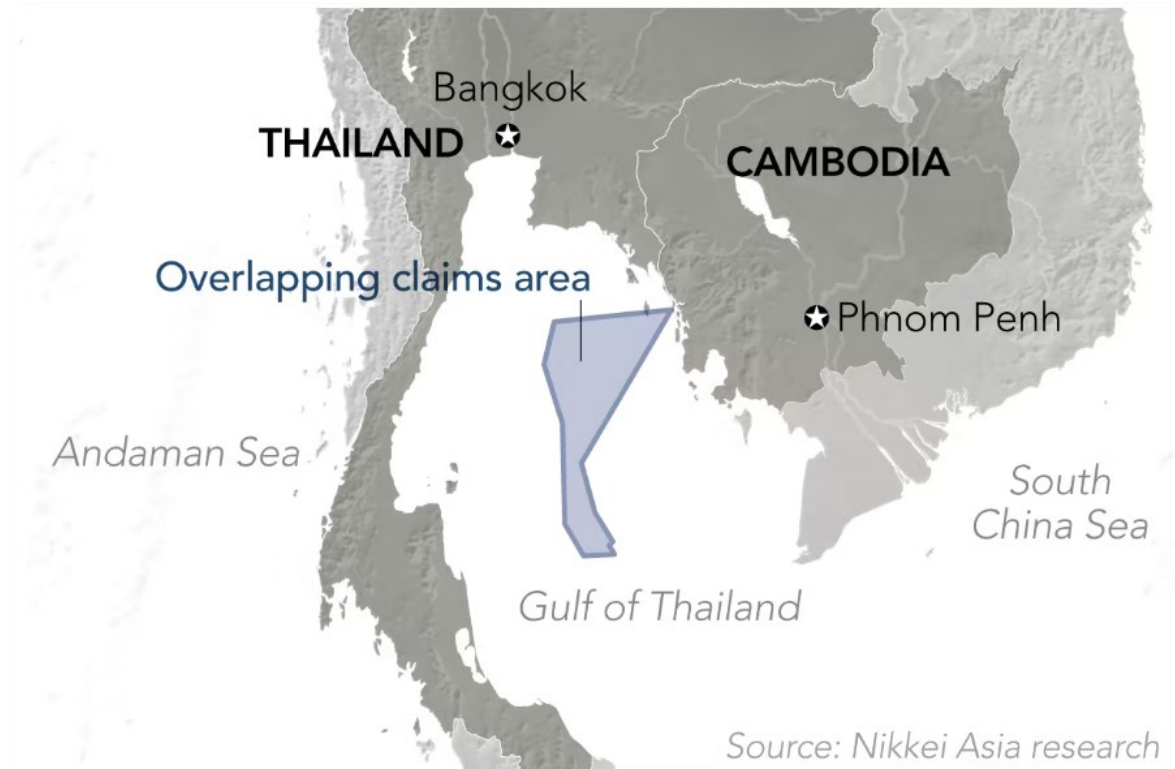 Bangkok
THAILAND
CAMBODIA
Overlapping claims area
Phnom Penh
Andaman Sea
South
China Sea
Gulf of Thailand
Source: Nikkei Asia research